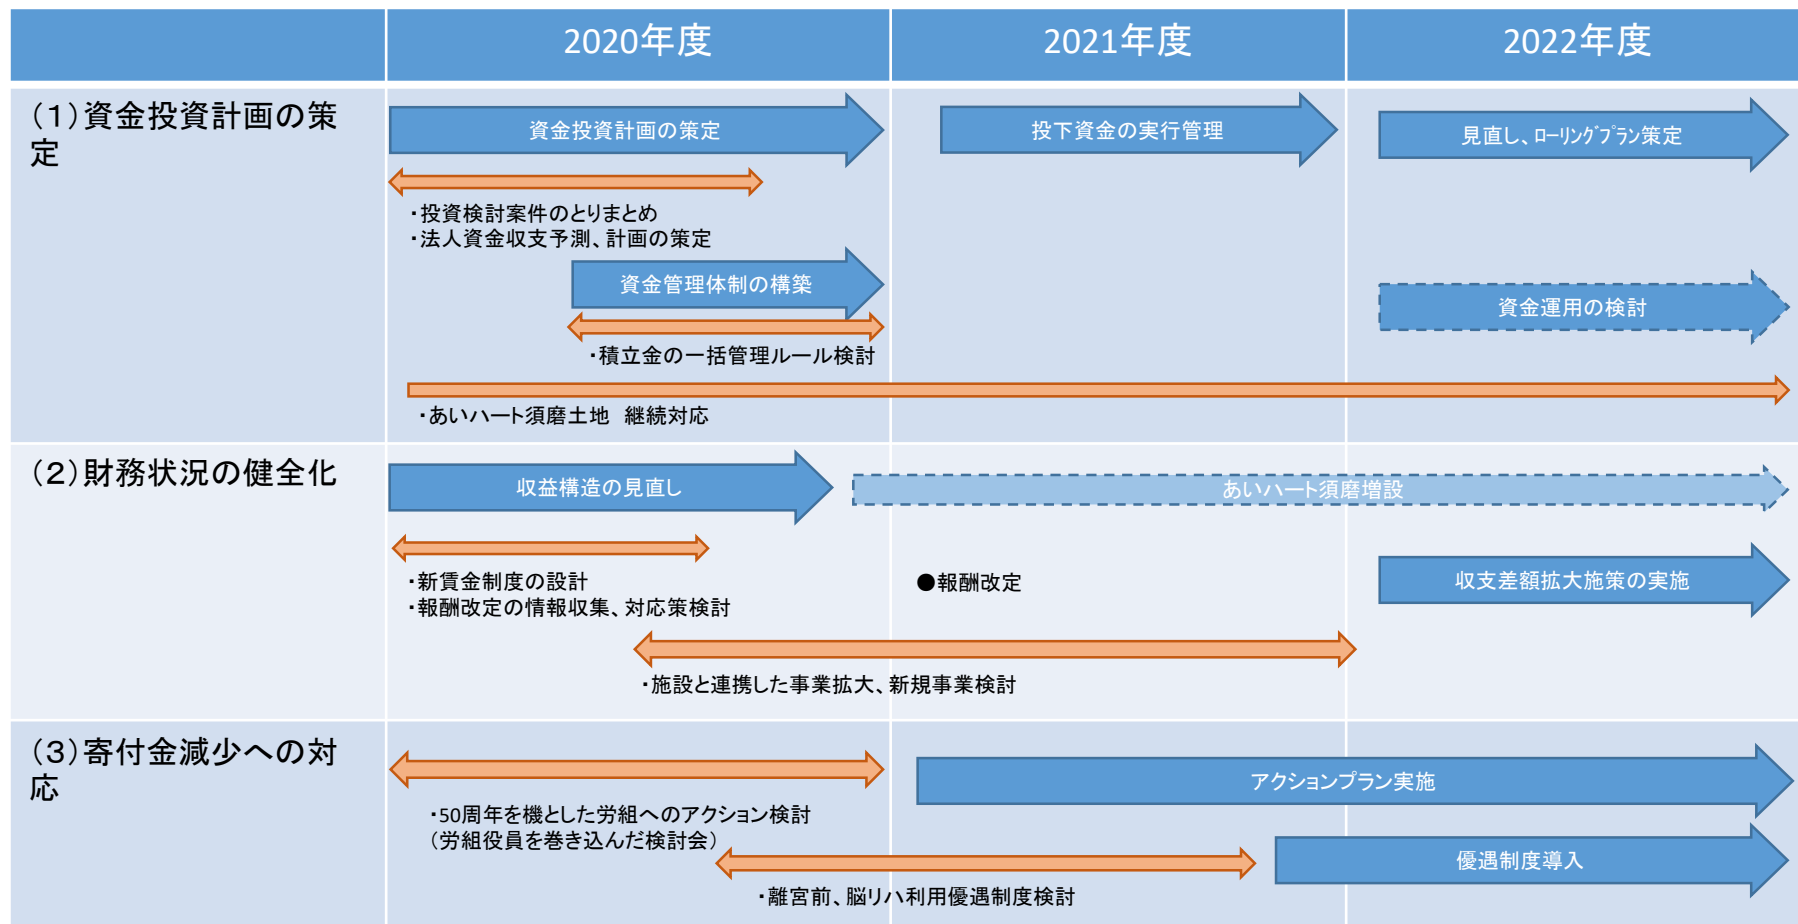 2020年度
2021年度
2022年度
（１）資金投資計画の策
定
資金投資計画の策定
投下資金の実行管理
見直し、ﾛｰﾘﾝｸﾞﾌﾟﾗﾝ策定
・投資検討案件のとりまとめ
・法人資金収支予測、計画の策定
資金管理体制の構築
資金運用の検討
・積立金の一括管理ルール検討
・あいハート須磨土地　継続対応
（２）財務状況の健全化
収益構造の見直し
あいハート須磨増設
・新賃金制度の設計
・報酬改定の情報収集、対応策検討
●報酬改定
収支差額拡大施策の実施
・施設と連携した事業拡大、新規事業検討
（３）寄付金減少への対
応
アクションプラン実施
・50周年を機とした労組へのアクション検討
（労組役員を巻き込んだ検討会）
優遇制度導入
・離宮前、脳リハ利用優遇制度検討